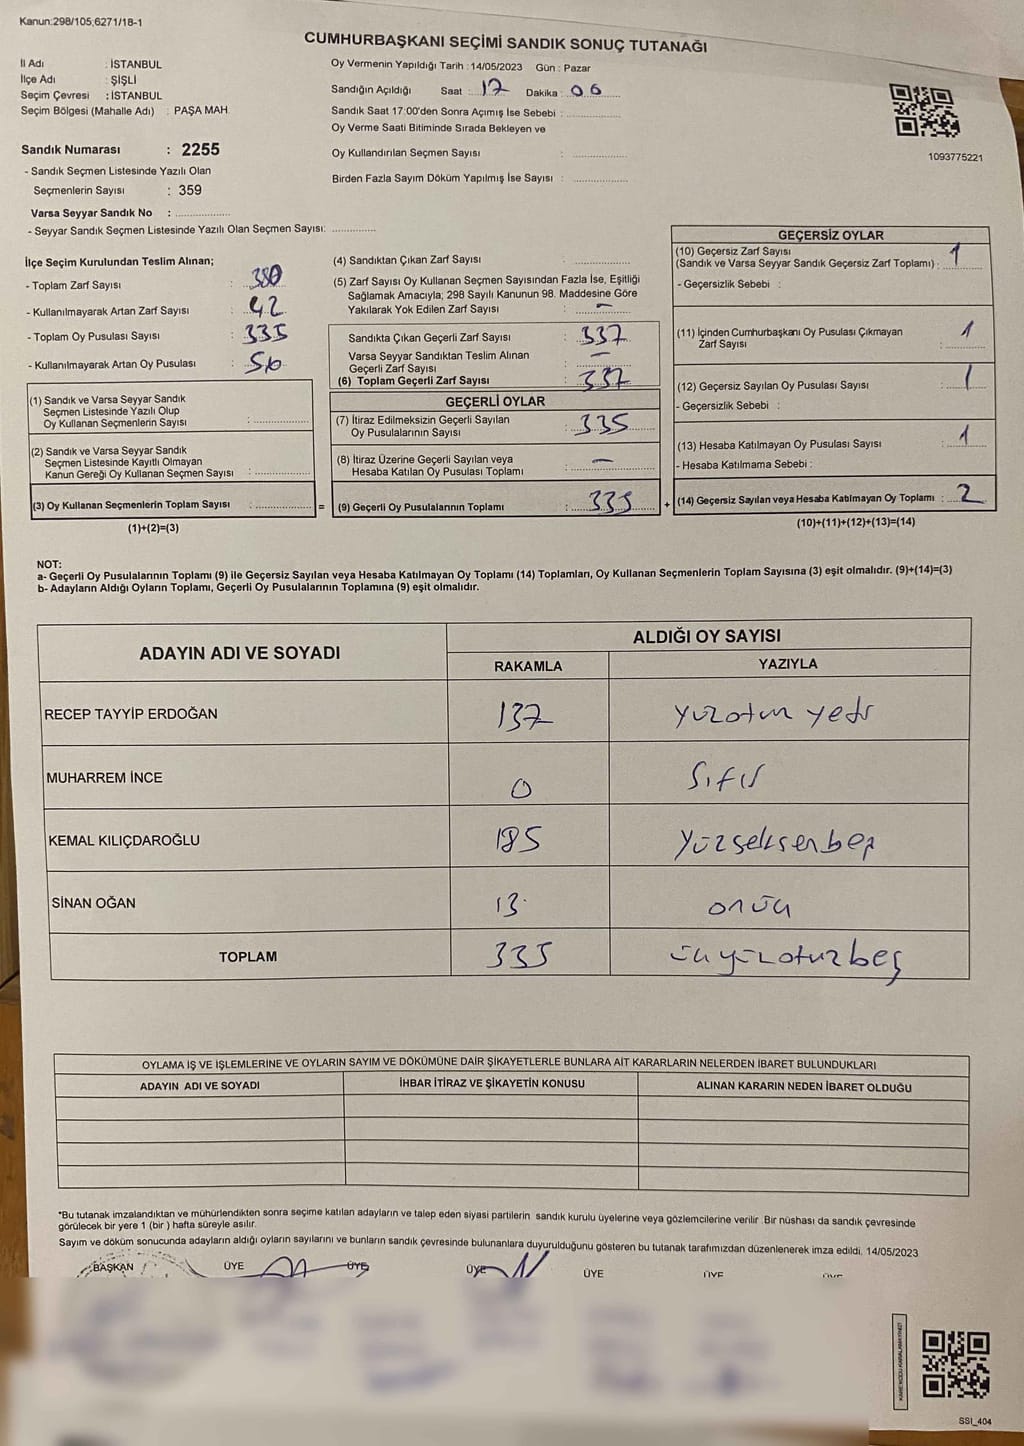 Kanun:298/105,6271/18-1
CUMHURBAŞKANI SEÇİMİ SANDIK SONUÇ TUTANAĞI
İl Adı : İSTANBUL
İlçe Adı : ŞİŞLİ
Seçim Çevresi : İSTANBUL
Seçim Bölgesi (Mahalle Adı) : PAŞA MAH.
Sandık Numarası : 2255
- Sandık Seçmen Listesinde Yazılı Olan
Seçmenlerin Sayısı : 359
Varsa Seyyar Sandık No : ..................
- Seyyar Sandık Seçmen Listesinde Yazılı Olan Seçmen Sayısı: ..............
Oy Vermenin Yapıldığı Tarih :14/05/2023 Gün : Pazar
Sandığın Açıldığı Saat : 17 Dakika : 06
Sandık Saat 17:00'den Sonra Açımış İse Sebebi : ..................
Oy Verme Saati Bitiminde Sırada Bekleyen ve
Oy Kullandırılan Seçmen Sayısı : ..................
Birden Fazla Sayım Döküm Yapılmış İse Sayısı : ..................
1093775221
İlçe Seçim Kurulundan Teslim Alınan;
- Toplam Zarf Sayısı : 380
- Kullanılmayarak Artan Zarf Sayısı : 42
- Toplam Oy Pusulası Sayısı : 335
- Kullanılmayarak Artan Oy Pusulası :
(1) Sandık ve Varsa Seyyar Sandık
Seçmen Listesinde Yazılı Olup
Oy Kullanan Seçmenlerin Sayısı : ..................
(2) Sandık ve Varsa Seyyar Sandık
Seçmen Listesinde Kayıtlı Olmayan
Kanun Gereği Oy Kullanan Seçmen Sayısı : ..................
(3) Oy Kullanan Seçmenlerin Toplam Sayısı : .................. =
(1)+(2)=(3)
(4) Sandıktan Çıkan Zarf Sayısı : ..................
(5) Zarf Sayısı Oy Kullanan Seçmen Sayısından Fazla İse, Eşitliği
Sağlamak Amacıyla; 298 Sayılı Kanunun 98. Maddesine Göre
Yakılarak Yok Edilen Zarf Sayısı : —
Sandıkta Çıkan Geçerli Zarf Sayısı : 337
Varsa Seyyar Sandıktan Teslim Alınan —
Geçerli Zarf Sayısı :
(6) Toplam Geçerli Zarf Sayısı : 337
GEÇERLİ OYLAR
(7) İtiraz Edilmeksizin Geçerli Sayılan
Oy Pusulalarının Sayısı : 335
(8) İtiraz Üzerine Geçerli Sayılan veya
Hesaba Katılan Oy Pusulası Toplamı : —
(9) Geçerli Oy Pusulalarının Toplamı : 335 +
GEÇERSİZ OYLAR
(10) Geçersiz Zarf Sayısı
(Sandık ve Varsa Seyyar Sandık Geçersiz Zarf Toplamı) : 1
- Geçersizlik Sebebi :
(11) İçinden Cumhurbaşkanı Oy Pusulası Çıkmayan
Zarf Sayısı : 1
(12) Geçersiz Sayılan Oy Pusulası Sayısı : 1
- Geçersizlik Sebebi :
(13) Hesaba Katılmayan Oy Pusulası Sayısı : 1
- Hesaba Katılmama Sebebi :
(14) Geçersiz Sayılan veya Hesaba Katılmayan Oy Toplamı : 2
(10)+(11)+(12)+(13)=(14)
NOT:
a- Geçerli Oy Pusulalarının Toplamı (9) ile Geçersiz Sayılan veya Hesaba Katılmayan Oy Toplamı (14) Toplamları, Oy Kullanan Seçmenlerin Toplam Sayısına (3) eşit olmalıdır. (9)+(14)=(3)
b- Adayların Aldığı Oyların Toplamı, Geçerli Oy Pusulalarının Toplamına (9) eşit olmalıdır.
ADAYIN ADI VE SOYADI
ALDIĞI OY SAYISI
RAKAMLA YAZIYLA
RECEP TAYYİP ERDOĞAN 137 yüzotuz yedi
MUHARREM İNCE 0 sıfır
KEMAL KILIÇDAROĞLU 185 yüzseksenbeş
SİNAN OĞAN 13 onüç
TOPLAM 335 üçyüzotuzbeş
OYLAMA İŞ VE İŞLEMLERİNE VE OYLARIN SAYIM VE DÖKÜMÜNE DAİR ŞİKAYETLERLE BUNLARA AİT KARARLARIN NELERDEN İBARET BULUNDUKLARI
ADAYIN ADI VE SOYADI İHBAR İTİRAZ VE ŞİKAYETİN KONUSU ALINAN KARARIN NEDEN İBARET OLDUĞU
*Bu tutanak imzalandıktan ve mühürlendikten sonra seçime katılan adayların ve talep eden siyasi partilerin sandık kurulu üyelerine veya gözlemcilerine verilir .Bir nüshası da sandık çevresinde
görülecek bir yere 1 (bir ) hafta süreyle asılır.
Sayım ve döküm sonucunda adayların aldığı oyların sayılarını ve bunların sandık çevresinde bulunanlara duyurulduğunu gösteren bu tutanak tarafımızdan düzenlenerek imza edildi. 14/05/2023
BAŞKAN ÜYE ÜYE ÜYE ÜYE ÜYE ÜYE
SSI_404